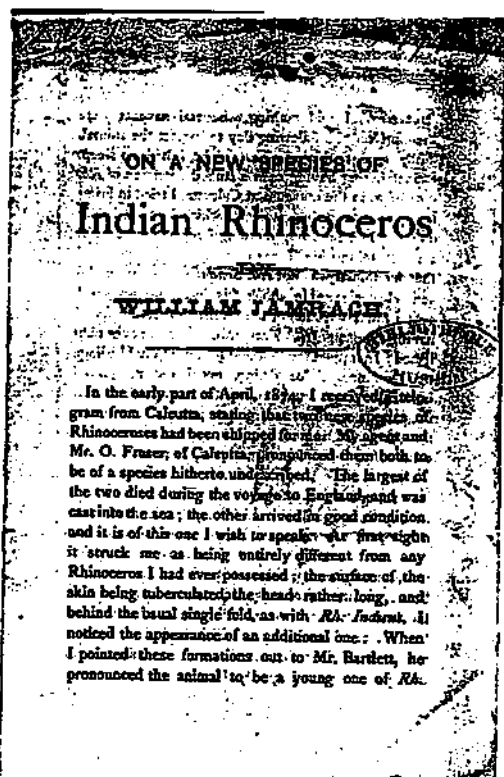 ON A NEW SPECIES OF
Indian Rhinoceros
WILLIAM JAMRACH.
In the early part of April, 1874, I received a tele-
gram from Calcutta, stating that two new species of
Rhinoceroses had been shipped for me. My agent and
Mr. O. Fraser, of Calcutta, pronounced them both to
be of a species hitherto undescribed. The largest of
the two died during the voyage to England, and was
cast into the sea; the other arrived in good condition
and it is of this one I wish to speak. At first sight
it struck me as being entirely different from any
Rhinoceros I had ever possessed; the surface of the
skin being tuberculated, the head rather long, and
behind the usual single fold, as with Rh. Indicus, I
noticed the appearance of an additional one. When
I pointed these formations out to Mr. Bartlett, he
pronounced the animal to be a young one of Rh.